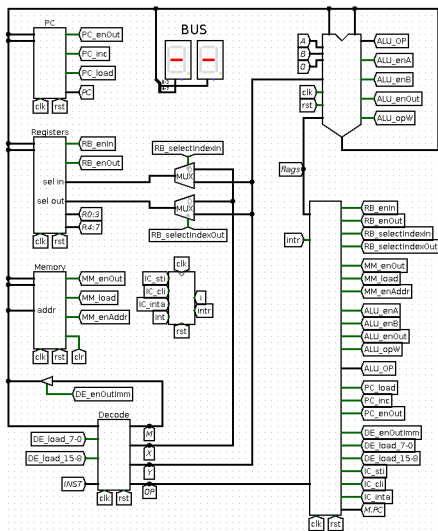 PC
PC_enOut
PC_inc
PC_load
PC
clk rst
BUS
A
B
0
clk
rst
ALU_OP
ALU_enA
ALU_enB
ALU_enOut
ALU_opW
Registers
RB_enIn
RB_enOut
sel in
sel out
R0:3
R4:7
clk rst
RB_selectIndexIn
MUX
MUX
RB_selectIndexOut
flags
intr
Memory
MM_enOut
MM_load
addr
MM_enAddr
clk rst clr
clk
IC_sti
IC_cli
IC_inta
int
i
intr
rst
DE_enOutImm
Decode
DE_load_7-0
DE_load_15-8
INST
M
X
Y
OP
clk rst
RB_enIn
RB_enOut
RB_selectIndexIn
RB_selectIndexOut
MM_enOut
MM_load
MM_enAddr
ALU_enA
ALU_enB
ALU_enOut
ALU_opW
ALU_OP
PC_load
PC_inc
PC_enOut
DE_enOutImm
DE_load_7-0
DE_load_15-8
IC_sti
IC_cli
IC_inta
M.PC
clk rst